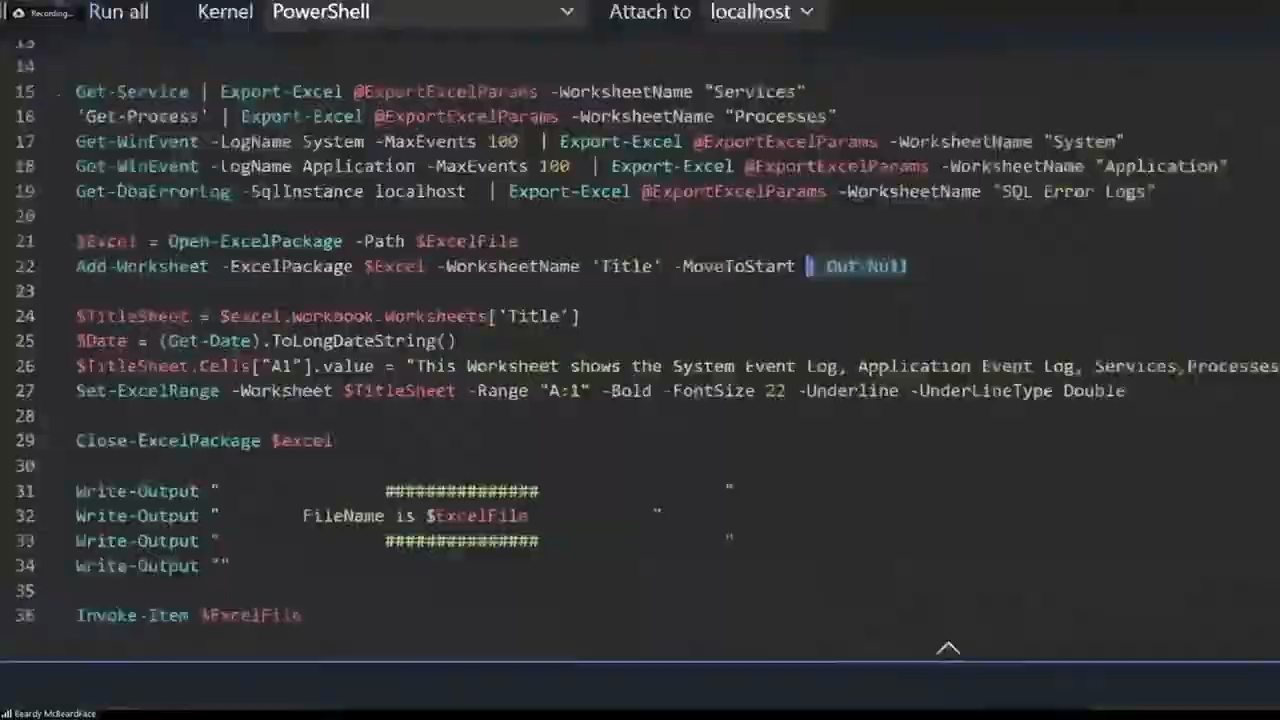 Recording...
Run all Kernel PowerShell Attach to localhost
14
15 Get-Service | Export-Excel @ExportExcelParams -WorksheetName "Services"
16 'Get-Process' | Export-Excel @ExportExcelParams -WorksheetName "Processes"
17 Get-WinEvent -LogName System -MaxEvents 100 | Export-Excel @ExportExcelParams -WorksheetName "System"
18 Get-WinEvent -LogName Application -MaxEvents 100 | Export-Excel @ExportExcelParams -WorksheetName "Application"
19 Get-DbaErrorLog -SqlInstance localhost | Export-Excel @ExportExcelParams -WorksheetName "SQL Error Logs"
20
21 $Excel = Open-ExcelPackage -Path $ExcelFile
22 Add-Worksheet -ExcelPackage $Excel -WorksheetName 'Title' -MoveToStart | Out-Null
23
24 $TitleSheet = $excel.Workbook.Worksheets['Title']
25 $Date = (Get-Date).ToLongDateString()
26 $TitleSheet.Cells["A1"].value = "This Worksheet shows the System Event Log, Application Event Log, Services,Processes
27 Set-ExcelRange -Worksheet $TitleSheet -Range "A:1" -Bold -FontSize 22 -Underline -UnderLineType Double
28
29 Close-ExcelPackage $excel
30
31 Write-Output " ############### "
32 Write-Output " FileName is $ExcelFile "
33 Write-Output " ############### "
34 Write-Output ""
35
36 Invoke-Item $ExcelFile
Beardy McBeardFace